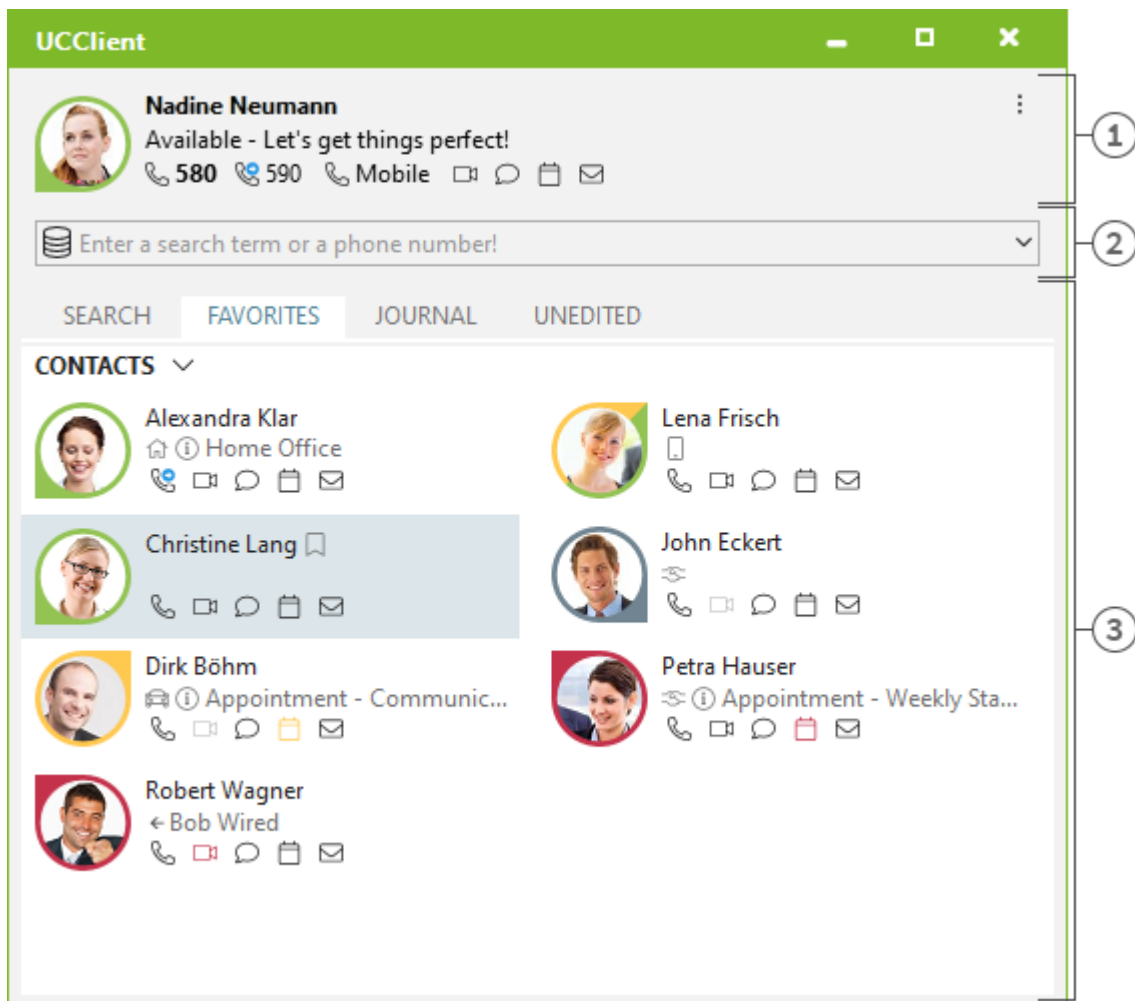 UCClient
Nadine Neumann
Available - Let's get things perfect!
580 590 Mobile
1
Enter a search term or a phone number!
2
SEARCH FAVORITES JOURNAL UNEDITED
CONTACTS
Alexandra Klar Lena Frisch
Home Office
Christine Lang John Eckert
3
Dirk Böhm Petra Hauser
Appointment - Communic... Appointment - Weekly Sta...
Robert Wagner
Bob Wired